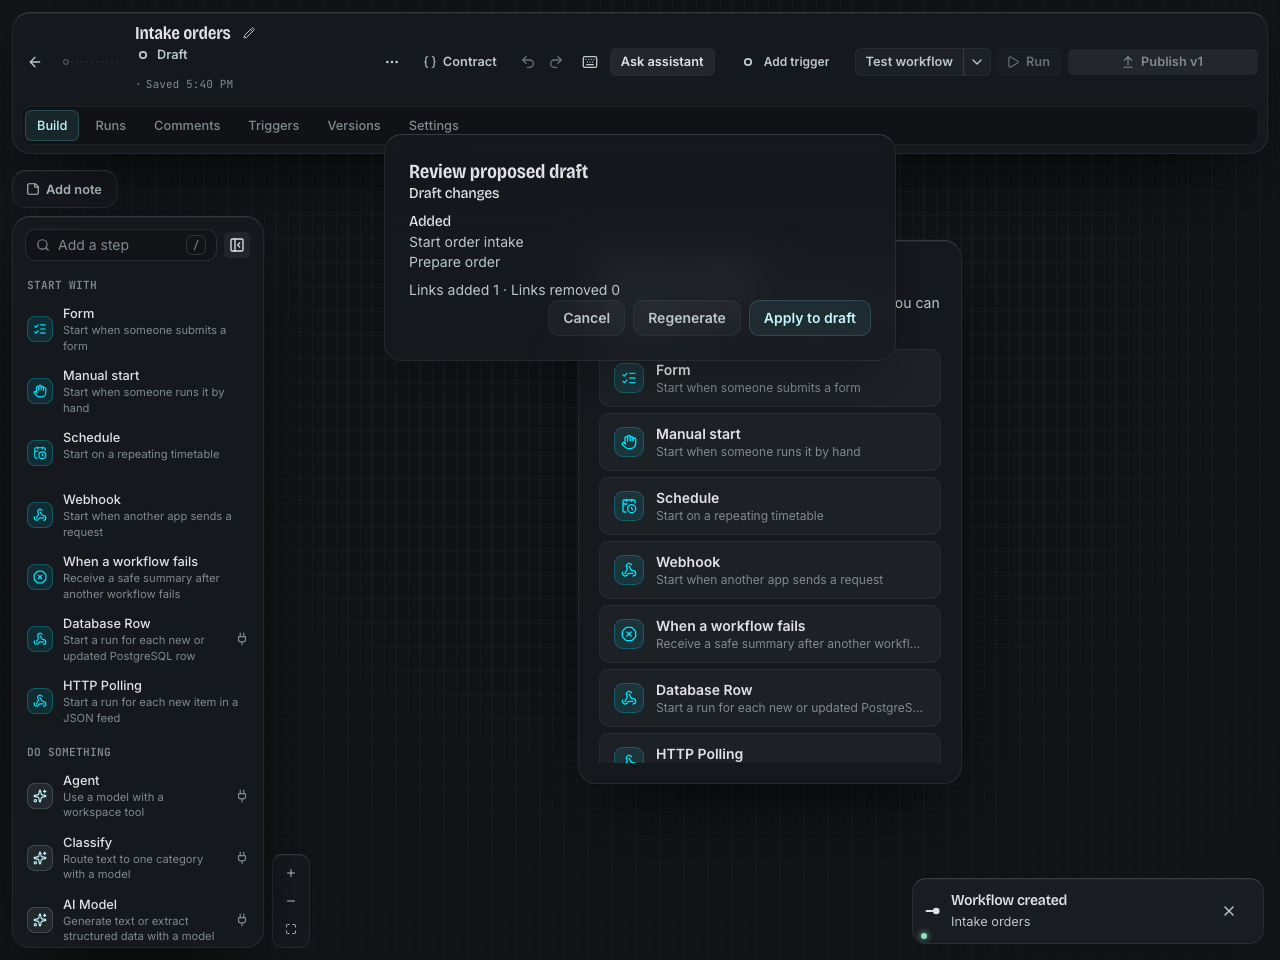 Intake orders
Draft
· Saved 5:40 PM
Contract
Ask assistant
Add trigger
Test workflow
Run
Publish v1
Build
Runs
Comments
Triggers
Versions
Settings
Add note
Add a step
/
START WITH
Form
Start when someone submits a
form
Manual start
Start when someone runs it by
hand
Schedule
Start on a repeating timetable
Webhook
Start when another app sends a
request
When a workflow fails
Receive a safe summary after
another workflow fails
Database Row
Start a run for each new or
updated PostgreSQL row
HTTP Polling
Start a run for each new item in a
JSON feed
DO SOMETHING
Agent
Use a model with a
workspace tool
Classify
Route text to one category
with a model
AI Model
Generate text or extract
structured data with a model
Review proposed draft
Draft changes
Added
Start order intake
Prepare order
Links added 1 · Links removed 0
Cancel
Regenerate
Apply to draft
ou can
Form
Start when someone submits a form
Manual start
Start when someone runs it by hand
Schedule
Start on a repeating timetable
Webhook
Start when another app sends a request
When a workflow fails
Receive a safe summary after another workfl...
Database Row
Start a run for each new or updated PostgreS...
HTTP Polling
Workflow created
Intake orders